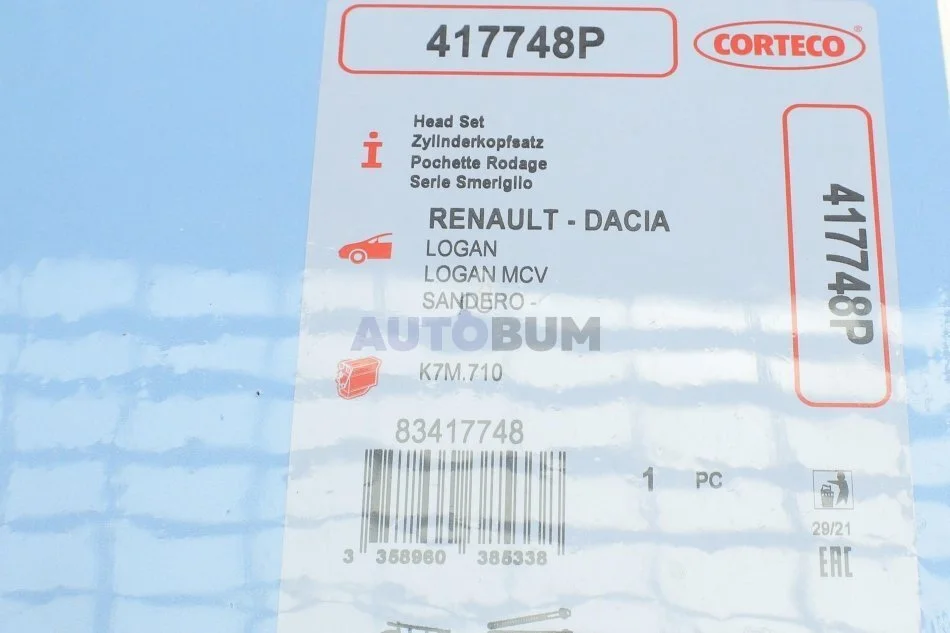 417748P
CORTECO®
Head Set
Zylinderkopfsatz
Pochette Rodage
Serie Smeriglio
417748P
RENAULT - DACIA
LOGAN
LOGAN MCV
SANDERO -
AUTOBUM
K7M.710
83417748
1 PC
3 358960 385338
29/21
EAC